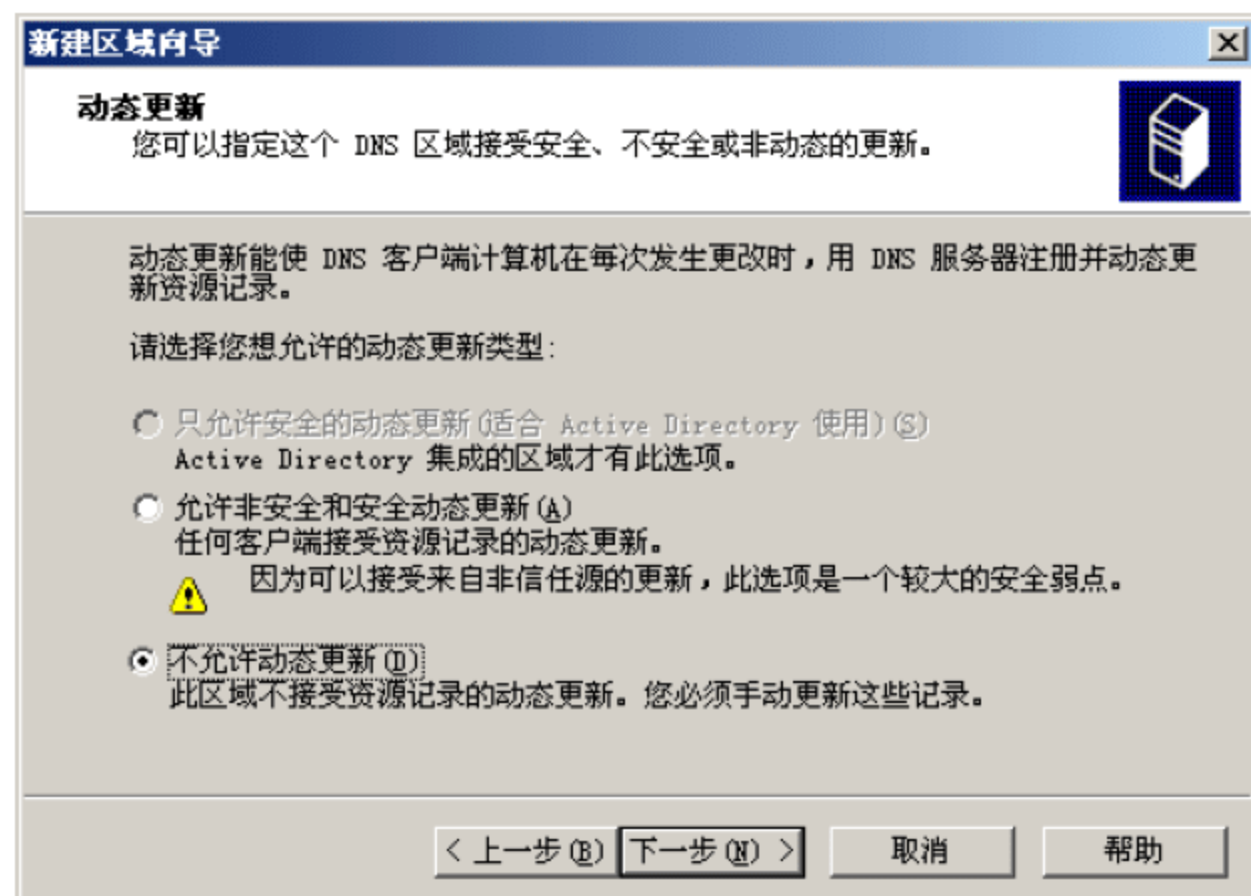 新建区域向导
动态更新
您可以指定这个 DNS 区域接受安全、不安全或非动态的更新。
动态更新能使 DNS 客户端计算机在每次发生更改时，用 DNS 服务器注册并动态更
新资源记录。
请选择您想允许的动态更新类型:
只允许安全的动态更新(适合 Active Directory 使用)(S)
Active Directory 集成的区域才有此选项。
允许非安全和安全动态更新(A)
任何客户端接受资源记录的动态更新。
因为可以接受来自非信任源的更新，此选项是一个较大的安全弱点。
不允许动态更新(D)
此区域不接受资源记录的动态更新。您必须手动更新这些记录。
< 上一步(B) 下一步(N) > 取消 帮助